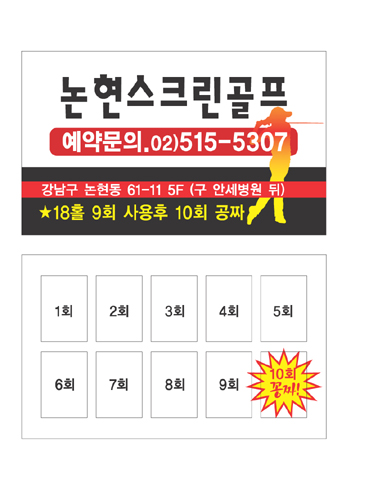 논현스크린골프
예약문의.02)515-5307
강남구 논현동 61-11 5F (구 안세병원 뒤)
★18홀 9회 사용후 10회 공짜
1회 2회 3회 4회 5회
6회 7회 8회 9회 10회
꽁짜!